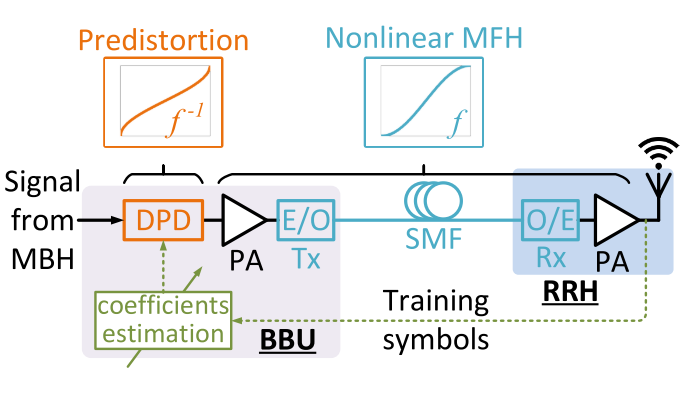 Predistortion
Nonlinear MFH
f⁻¹
f
Signal
from
MBH
DPD
PA
E/O
Tx
SMF
O/E
Rx
PA
RRH
coefficients
estimation
BBU
Training
symbols